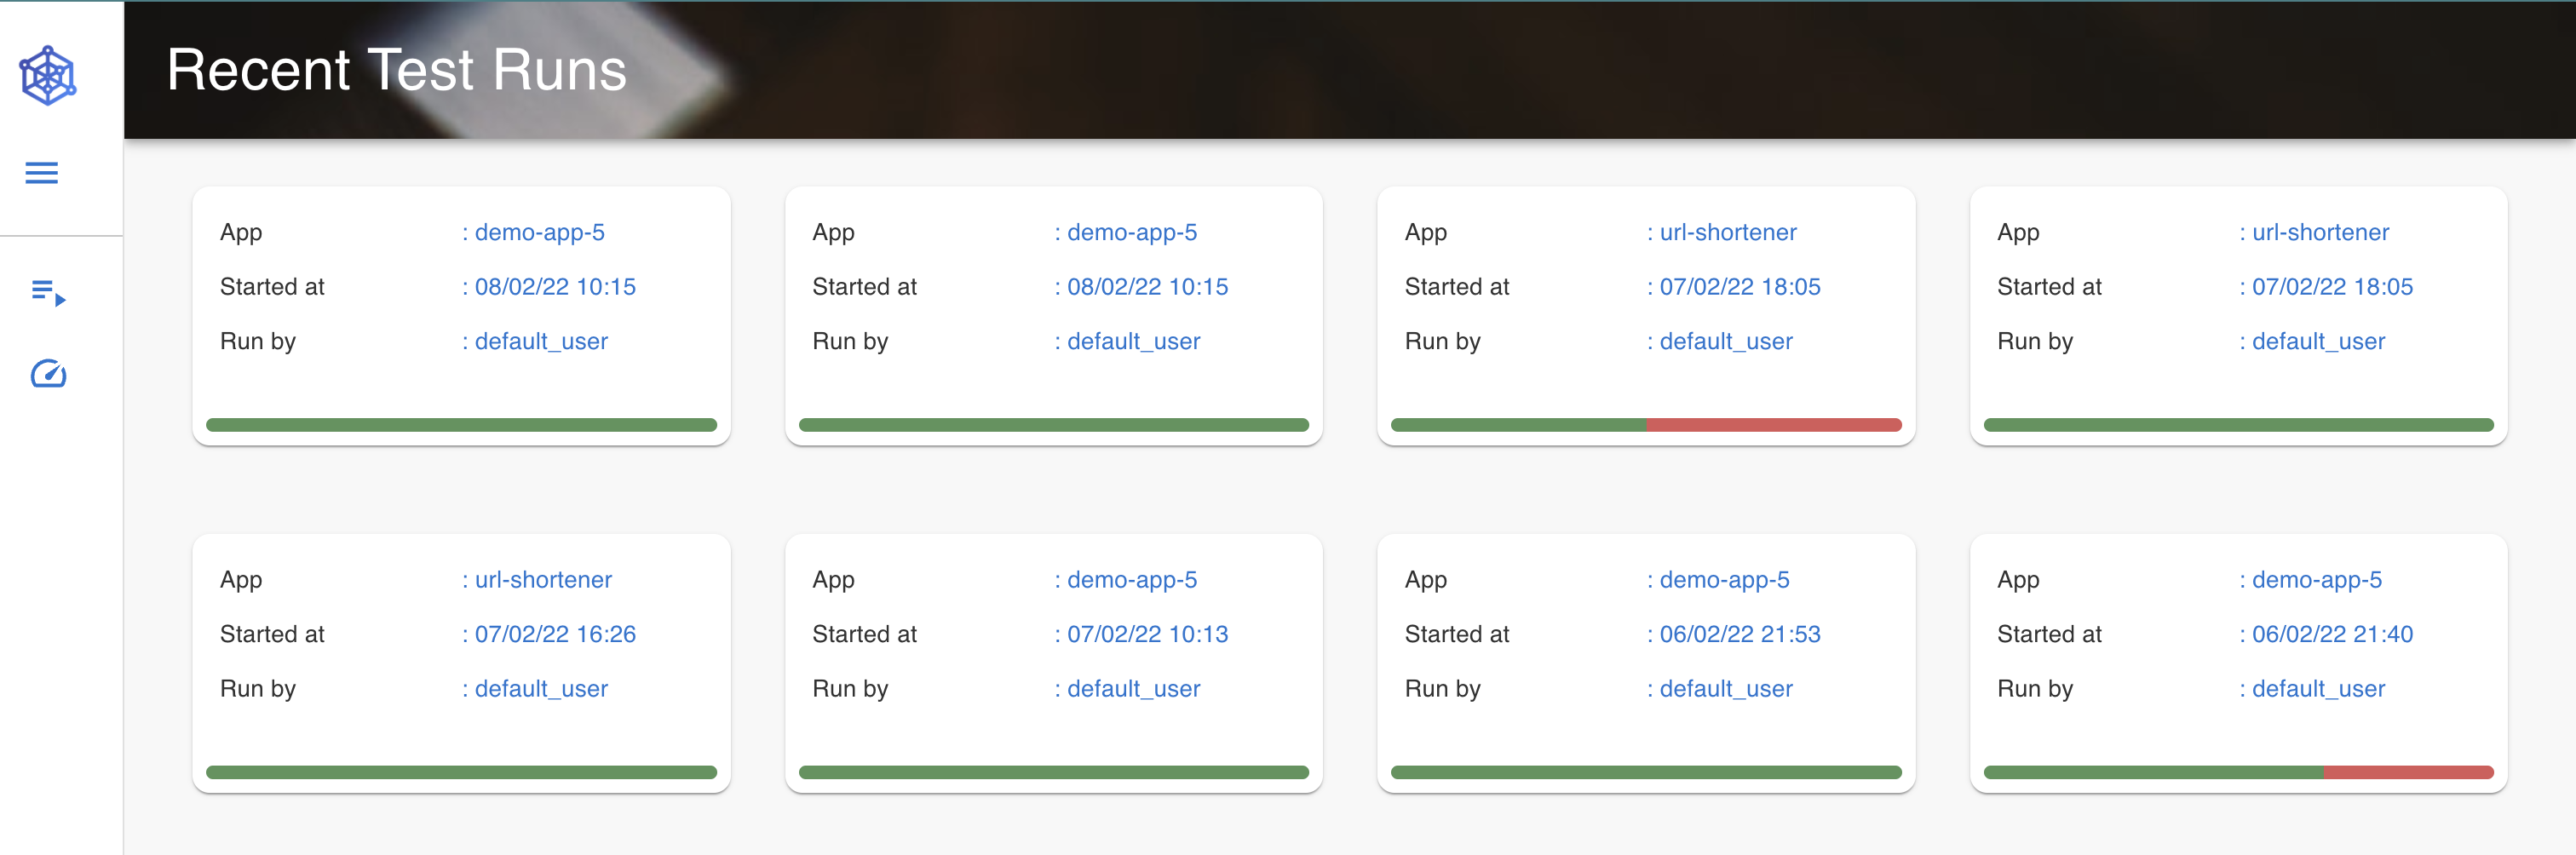 Recent Test Runs
App : demo-app-5
Started at : 08/02/22 10:15
Run by : default_user
App : demo-app-5
Started at : 08/02/22 10:15
Run by : default_user
App : url-shortener
Started at : 07/02/22 18:05
Run by : default_user
App : url-shortener
Started at : 07/02/22 18:05
Run by : default_user
App : url-shortener
Started at : 07/02/22 16:26
Run by : default_user
App : demo-app-5
Started at : 07/02/22 10:13
Run by : default_user
App : demo-app-5
Started at : 06/02/22 21:53
Run by : default_user
App : demo-app-5
Started at : 06/02/22 21:40
Run by : default_user